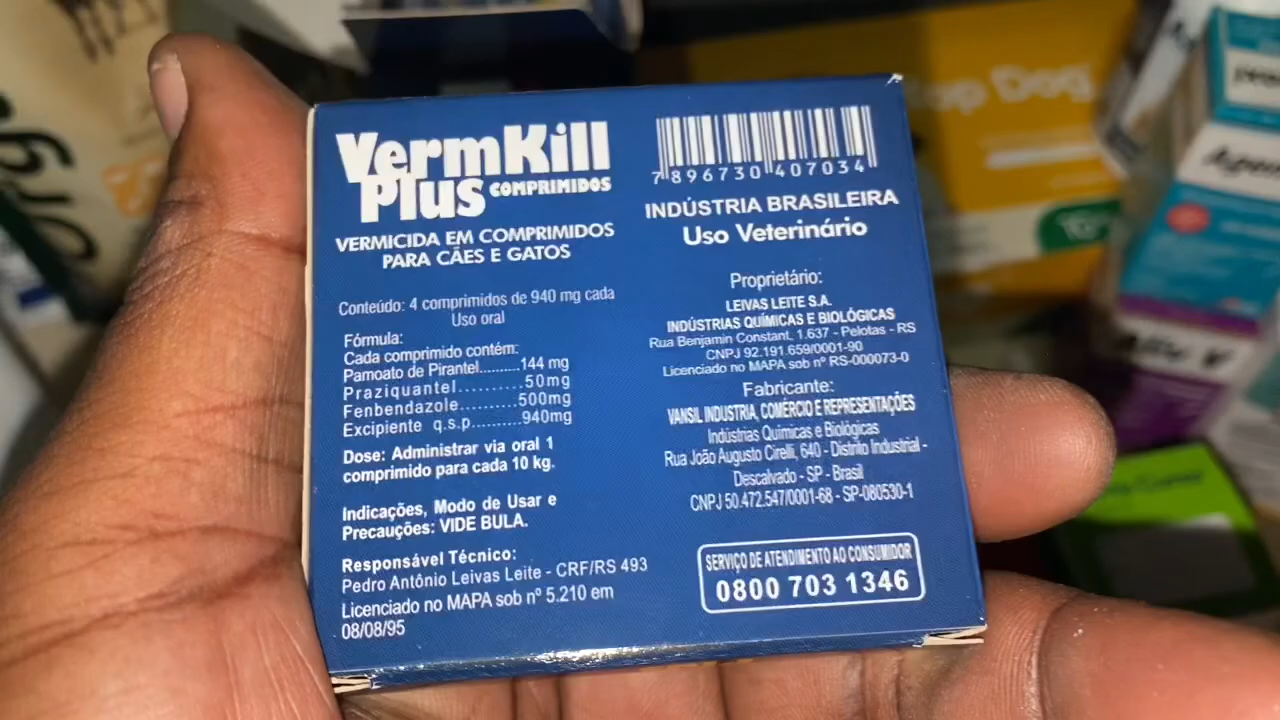 VermKill
Plus COMPRIMIDOS
VERMICIDA EM COMPRIMIDOS
PARA CÃES E GATOS
Conteúdo: 4 comprimidos de 940 mg cada
Uso oral
Fórmula:
Cada comprimido contém:
Pamoato de Pirantel..........144 mg
Praziquantel..........50mg
Fenbendazole..........500mg
Excipiente q.s.p..........940mg
Dose: Administrar via oral 1
comprimido para cada 10 kg.
Indicações, Modo de Usar e
Precauções: VIDE BULA.
Responsável Técnico:
Pedro Antônio Leivas Leite - CRF/RS 493
Licenciado no MAPA sob nº 5.210 em
08/08/95
7 896730 407034
INDÚSTRIA BRASILEIRA
Uso Veterinário
Proprietário:
LEIVAS LEITE S.A.
INDÚSTRIAS QUÍMICAS E BIOLÓGICAS
Rua Benjamin Constant, 1.637 - Pelotas - RS
CNPJ 92.191.659/0001-90
Licenciado no MAPA sob nº RS-000073-0
Fabricante:
VANSIL INDUSTRIA, COMÉRCIO E REPRESENTAÇÕES
Indústrias Químicas e Biológicas
Rua João Augusto Cirelli, 640 - Distrito Industrial -
Descalvado - SP - Brasil
CNPJ 50.472.547/0001-68 - SP-080530-1
SERVIÇO DE ATENDIMENTO AO CONSUMIDOR
0800 703 1346
Top Dog